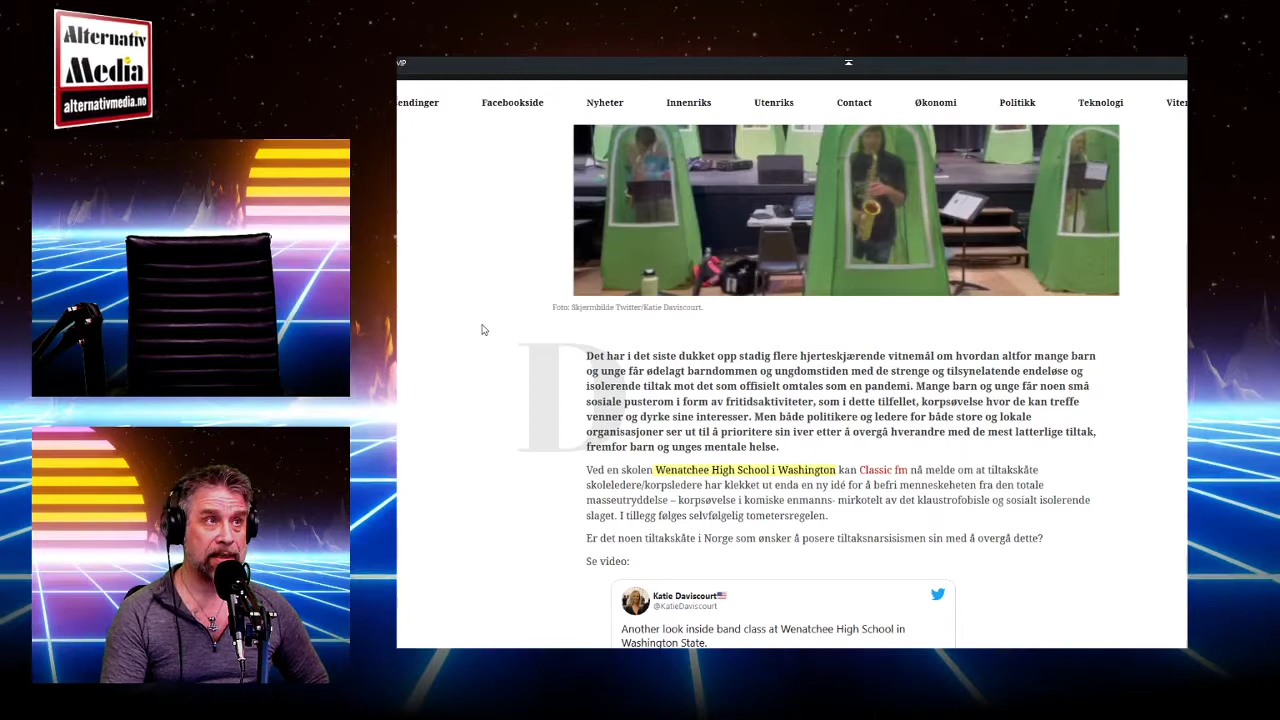 Alternativ
Media
alternativmedia.no
VIP
endinger Facebookside Nyheter Innenriks Utenriks Contact Økonomi Politikk Teknologi Viter
Foto: Skjermbilde Twitter/Katie Daviscourt.
Det har i det siste dukket opp stadig flere hjerteskjærende vitnemål om hvordan altfor mange barn
og unge får ødelagt barndommen og ungdomstiden med de strenge og tilsynelatende endeløse og
isolerende tiltak mot det som offisielt omtales som en pandemi. Mange barn og unge får noen små
sosiale pusterom i form av fritidsaktiviteter, som i dette tilfellet, korpsøvelse hvor de kan treffe
venner og dyrke sine interesser. Men både politikere og ledere for både store og lokale
organisasjoner ser ut til å prioritere sin iver etter å overgå hverandre med de mest latterlige tiltak,
fremfor barn og unges mentale helse.
Ved en skolen Wenatchee High School i Washington kan Classic fm nå melde om at tiltakskåte
skoleledere/korpsledere har klekket ut enda en ny idé for å befri menneskeheten fra den totale
masseutryddelse – korpsøvelse i komiske enmanns- mirkotelt av det klaustrofobisle og sosialt isolerende
slaget. I tillegg følges selvfølgelig tometersregelen.
Er det noen tiltakskåte i Norge som ønsker å posere tiltaksnarsisismen sin med å overgå dette?
Se video:
D
Katie Daviscourt
@KatieDaviscourt
Another look inside band class at Wenatchee High School in
Washington State.